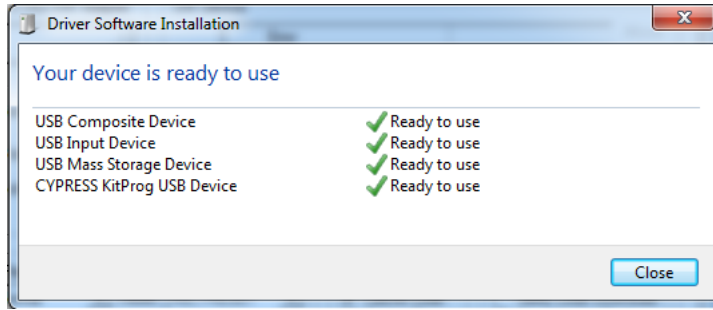 Driver Software Installation
Your device is ready to use
USB Composite Device Ready to use
USB Input Device Ready to use
USB Mass Storage Device Ready to use
CYPRESS KitProg USB Device Ready to use
Close